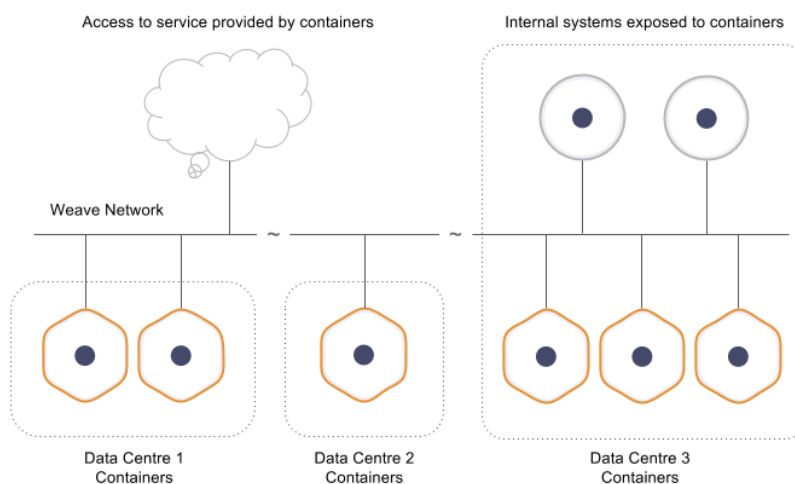 Access to service provided by containers
Internal systems exposed to containers
Weave Network
~
~
Data Centre 1
Containers
Data Centre 2
Containers
Data Centre 3
Containers